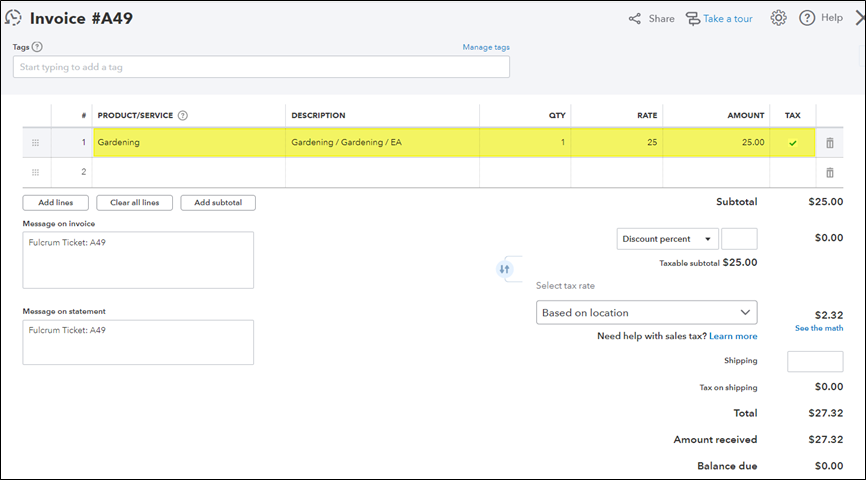 Invoice #A49 Share Take a tour Help
Tags Manage tags
Start typing to add a tag
# PRODUCT/SERVICE DESCRIPTION QTY RATE AMOUNT TAX
1 Gardening Gardening / Gardening / EA 1 25 25.00
2
Add lines Clear all lines Add subtotal Subtotal $25.00
Message on invoice
Fulcrum Ticket: A49
Discount percent $0.00
Taxable subtotal $25.00
Select tax rate
Based on location $2.32
See the math
Need help with sales tax? Learn more
Message on statement
Fulcrum Ticket: A49
Shipping
Tax on shipping $0.00
Total $27.32
Amount received $27.32
Balance due $0.00